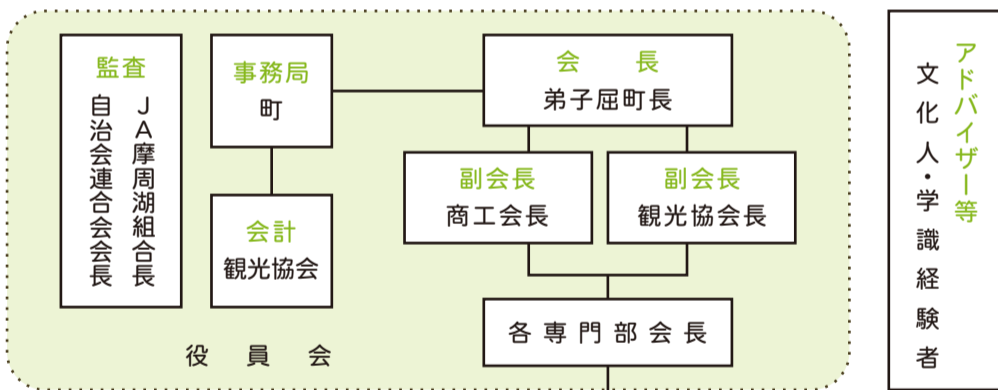 監査
JA摩周湖組合長
自治会連合会会長
事務局
町
会計
観光協会
会長
弟子屈町長
副会長
商工会長
副会長
観光協会長
各専門部会長
役員会
アドバイザー等
文化人・学識経験者